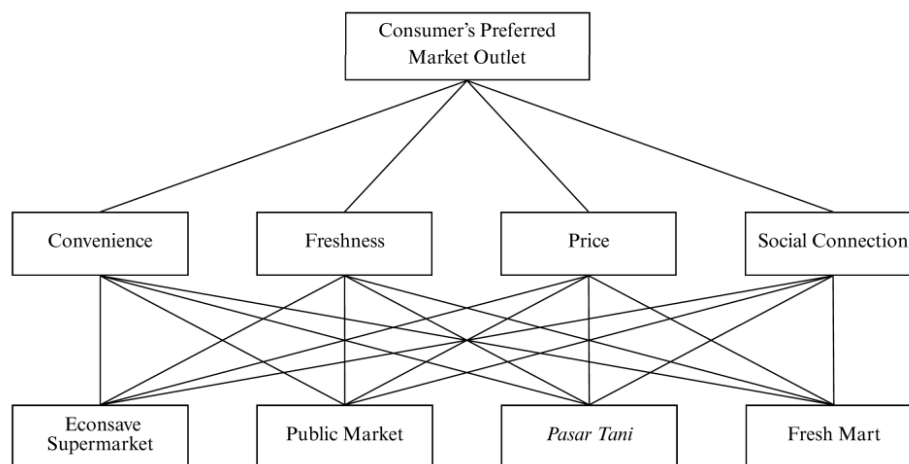 Consumer's Preferred
Market Outlet
Convenience
Freshness
Price
Social Connection
Econsave
Supermarket
Public Market
Pasar Tani
Fresh Mart